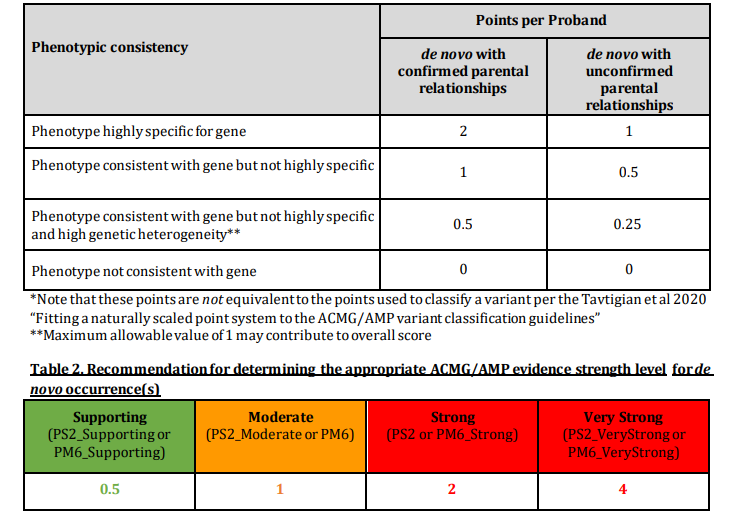 Phenotypic consistency
Points per Proband
de novo with
confirmed parental
relationships
de novo with
unconfirmed
parental
relationships
Phenotype highly specific for gene
2
1
Phenotype consistent with gene but not highly specific
1
0.5
Phenotype consistent with gene but not highly specific
and high genetic heterogeneity**
0.5
0.25
Phenotype not consistent with gene
0
0
*Note that these points are not equivalent to the points used to classify a variant per the Tavtigian et al 2020
“Fitting a naturally scaled point system to the ACMG/AMP variant classification guidelines”
**Maximum allowable value of 1 may contribute to overall score
Table 2. Recommendation for determining the appropriate ACMG/AMP evidence strength level for de
novo occurrence(s)
Supporting
(PS2_Supporting or
PM6_Supporting)
Moderate
(PS2_Moderate or PM6)
Strong
(PS2 or PM6_Strong)
Very Strong
(PS2_VeryStrong or
PM6_VeryStrong)
0.5
1
2
4